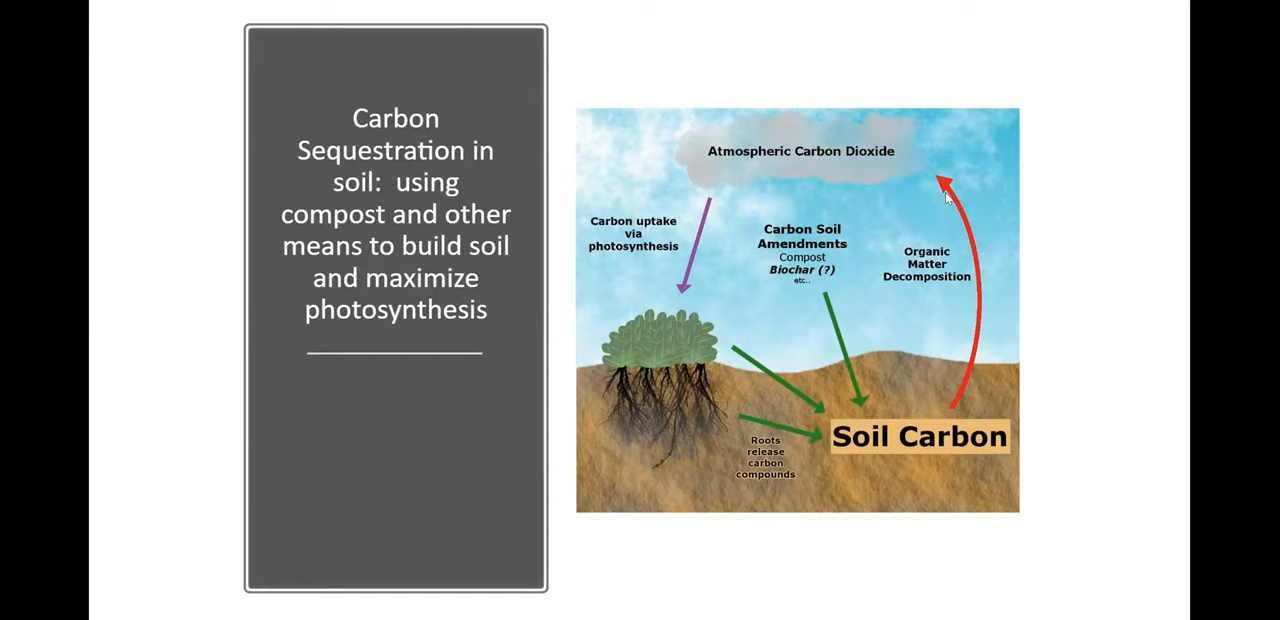 Carbon
Sequestration in
soil:  using
compost and other
means to build soil
and maximize
photosynthesis
Atmospheric Carbon Dioxide
Carbon uptake
via
photosynthesis
Carbon Soil
Amendments
Compost
Biochar (?)
etc..
Organic
Matter
Decomposition
Soil Carbon
Roots
release
carbon
compounds